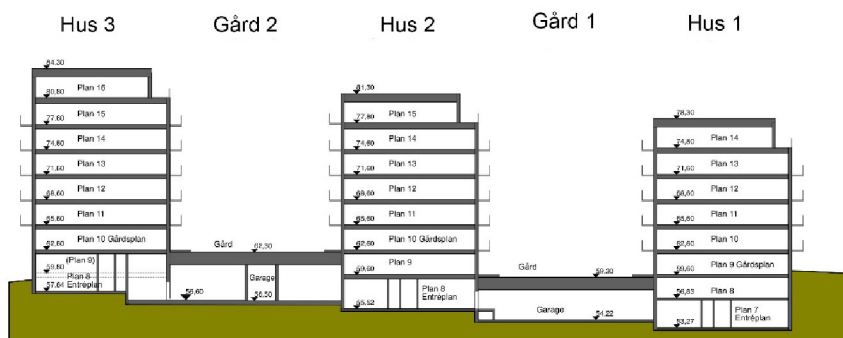 Hus 3
Gård 2
Hus 2
Gård 1
Hus 1
84,30
Plan 16
80,80
Plan 15
77,60
Plan 14
74,60
Plan 13
71,60
Plan 12
68,60
Plan 11
65,60
Plan 10 Gårdsplan
62,60
(Plan 9)
59,80
Plan 8
Entréplan
57,64
Gård
62,30
Garage
56,60
56,50
81,30
Plan 15
77,80
Plan 14
74,60
Plan 13
71,60
Plan 12
68,60
Plan 11
65,60
Plan 10 Gårdsplan
62,60
Plan 9
59,60
Plan 8
Entréplan
55,52
Gård
59,20
Garage
54,22
78,30
Plan 14
74,80
Plan 13
71,60
Plan 12
68,60
Plan 11
65,60
Plan 10
62,60
Plan 9 Gårdsplan
59,60
Plan 8
56,83
Plan 7
Entréplan
53,27